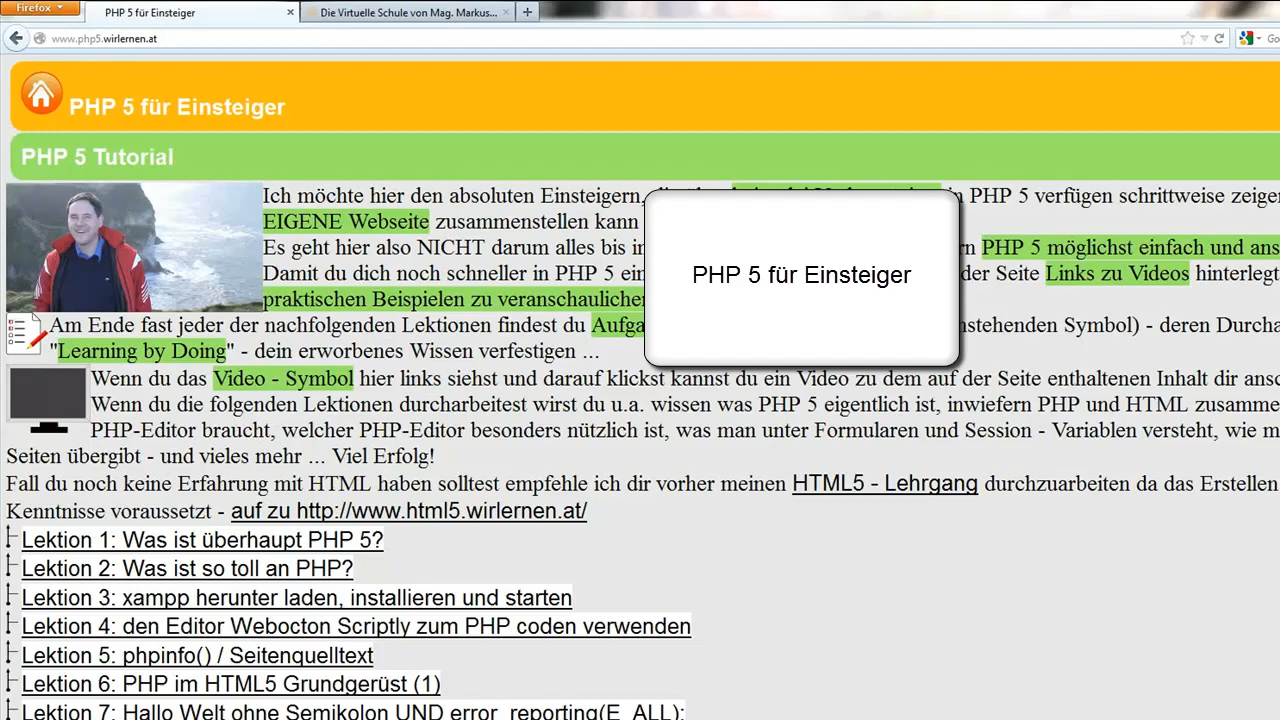 Firefox
PHP 5 für Einsteiger
Die Virtuelle Schule von Mag. Markus...
www.php5.wirlernen.at
PHP 5 für Einsteiger
PHP 5 Tutorial
Ich möchte hier den absoluten Einsteigern, in PHP 5 verfügen schrittweise zeigen
EIGENE Webseite zusammenstellen kann
Es geht hier also NICHT darum alles bis PHP 5 möglichst einfach und
Damit du dich noch schneller in PHP 5 der Seite Links zu Videos hinterlegt
praktischen Beispielen zu veranschaulichen
PHP 5 für Einsteiger
Am Ende fast jeder der nachfolgenden Lektionen findest du Symbol) - deren
"Learning by Doing" - dein erworbenes Wissen verfestigen ...
Wenn du das Video - Symbol hier links siehst und darauf klickst kannst du ein Video zu dem auf der Seite enthaltenen Inhalt dir
Wenn du die folgenden Lektionen durcharbeitest wirst du u.a. wissen was PHP 5 eigentlich ist, inwiefern PHP und HTML
PHP-Editor braucht, welcher PHP-Editor besonders nützlich ist, was man unter Formularen und Session - Variablen versteht, wie
Seiten übergibt - und vieles mehr ... Viel Erfolg!
Fall du noch keine Erfahrung mit HTML haben solltest empfehle ich dir vorher meinen HTML5 - Lehrgang durchzuarbeiten da das Erstellen
Kenntnisse voraussetzt - auf zu http://www.html5.wirlernen.at/
Lektion 1: Was ist überhaupt PHP 5?
Lektion 2: Was ist so toll an PHP?
Lektion 3: xampp herunter laden, installieren und starten
Lektion 4: den Editor Webocton Scriptly zum PHP coden verwenden
Lektion 5: phpinfo() / Seitenquelltext
Lektion 6: PHP im HTML5 Grundgerüst (1)
Lektion 7: Hallo Welt ohne Semikolon UND error_reporting(E_ALL);